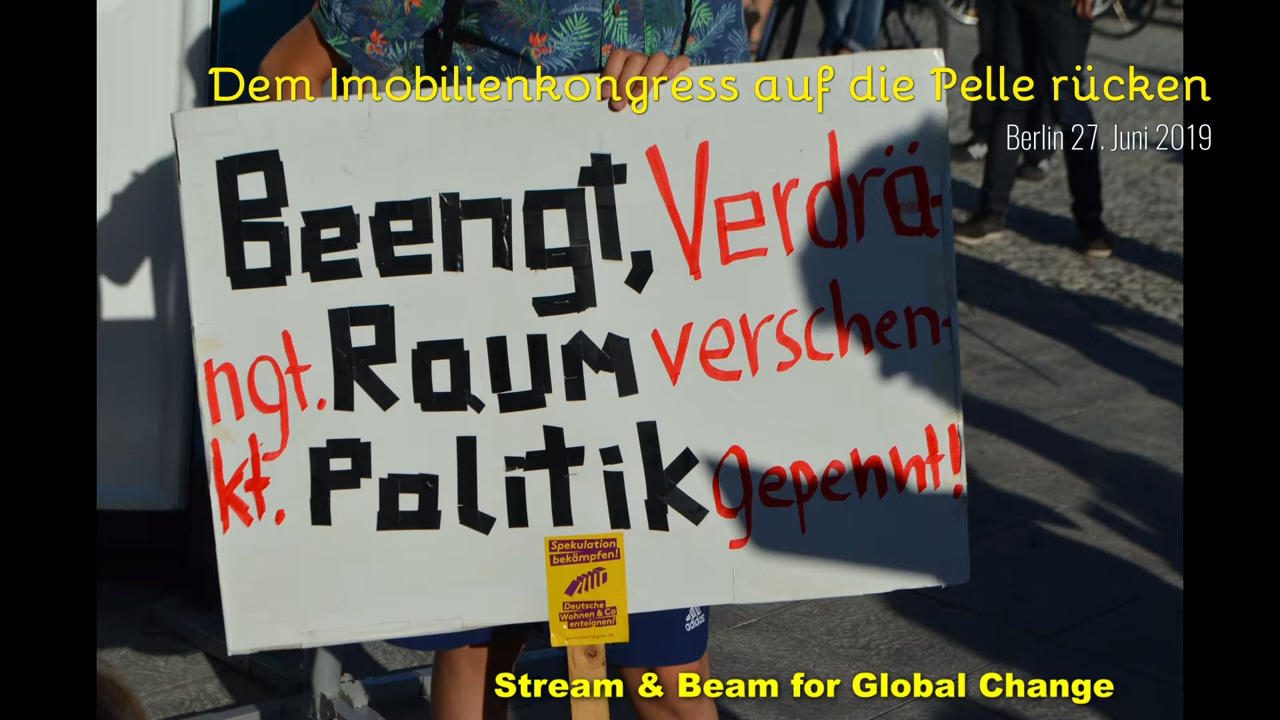 Dem Imobilienkongress auf die Pelle rücken
Berlin 27. Juni 2019
Beengt, Verdrä-
ngt. Raum verschen-
kt. Politik gepennt!
Spekulation
bekämpfen!
Deutsche
Wohnen & Co
enteignen!
adidas
Stream & Beam for Global Change